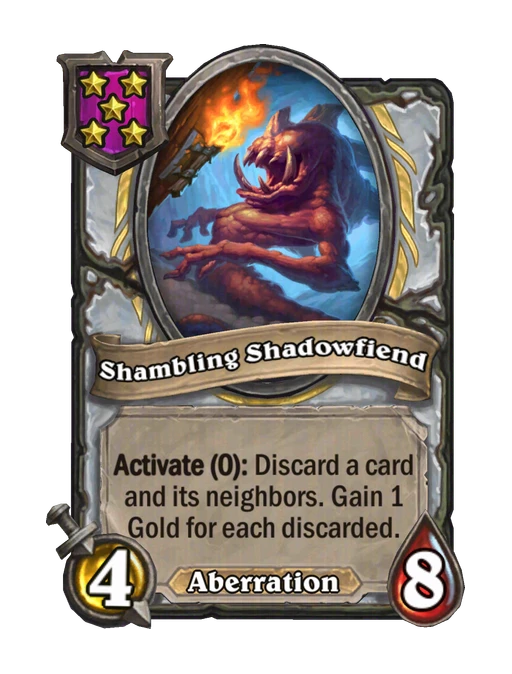 Shambling Shadowfiend
Activate (0): Discard a card
and its neighbors. Gain 1
Gold for each discarded.
4
Aberration
8